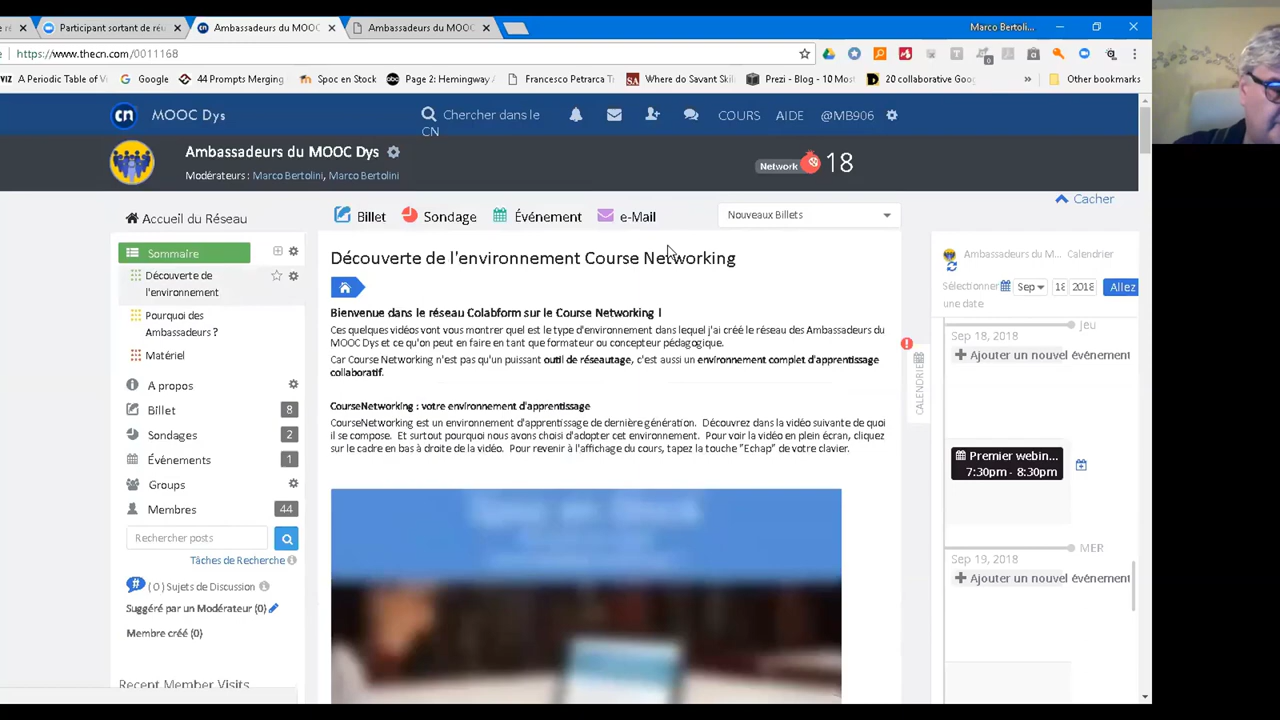 Participant sortant de ré
Ambassadeurs du MOOC
Ambassadeurs du MOOC
Marco Bertoli...
https://www.thecn.com/0011168
VIZ
A Periodic Table of Vi
Google
44 Prompts Merging
Spoc en Stock
Page 2: Hemingway
Francesco Petrarca Tr
Where do Savant Skil
Prezi - Blog - 10 Most
20 collaborative Goog
Other bookmarks
cn
MOOC Dys
Chercher dans le CN
COURS
AIDE
@MB906
Ambassadeurs du MOOC Dys
Modérateurs : Marco Bertolini, Marco Bertolini
Network
18
Cacher
Accueil du Réseau
Billet
Sondage
Événement
e-Mail
Nouveaux Billets
Sommaire
Découverte de
l'environnement
Pourquoi des
Ambassadeurs ?
Matériel
A propos
Billet 8
Sondages 2
Événements 1
Groups
Membres 44
Rechercher posts
Tâches de Recherche
( 0 ) Sujets de Discussion
Suggéré par un Modérateur (0)
Membre créé (0)
Recent Member Visits
Découverte de l'environnement Course Networking
Bienvenue dans le réseau Colabform sur le Course Networking !
Ces quelques vidéos vont vous montrer quel est le type d'environnement dans lequel j'ai créé le réseau des Ambassadeurs du
MOOC Dys et ce qu'on peut en faire en tant que formateur ou concepteur pédagogique.
Car Course Networking n'est pas qu'un puissant outil de réseautage, c'est aussi un environnement complet d'apprentissage
collaboratif.
CourseNetworking : votre environnement d'apprentissage
CourseNetworking est un environnement d'apprentissage de dernière génération. Découvrez dans la vidéo suivante de quoi
il se compose. Et surtout pourquoi nous avons choisi d'adopter cet environnement. Pour voir la vidéo en plein écran, cliquez
sur le cadre en bas à droite de la vidéo. Pour revenir à l'affichage du cours, tapez la touche "Echap" de votre clavier.
Ambassadeurs du M... Calendrier
Sélectionner
une date
Sep 18 2018 Allez
CALENDRIE
Jeu
Sep 18, 2018
Ajouter un nouvel événement
Premier webin...
7:30pm - 8:30pm
MER
Sep 19, 2018
Ajouter un nouvel événement